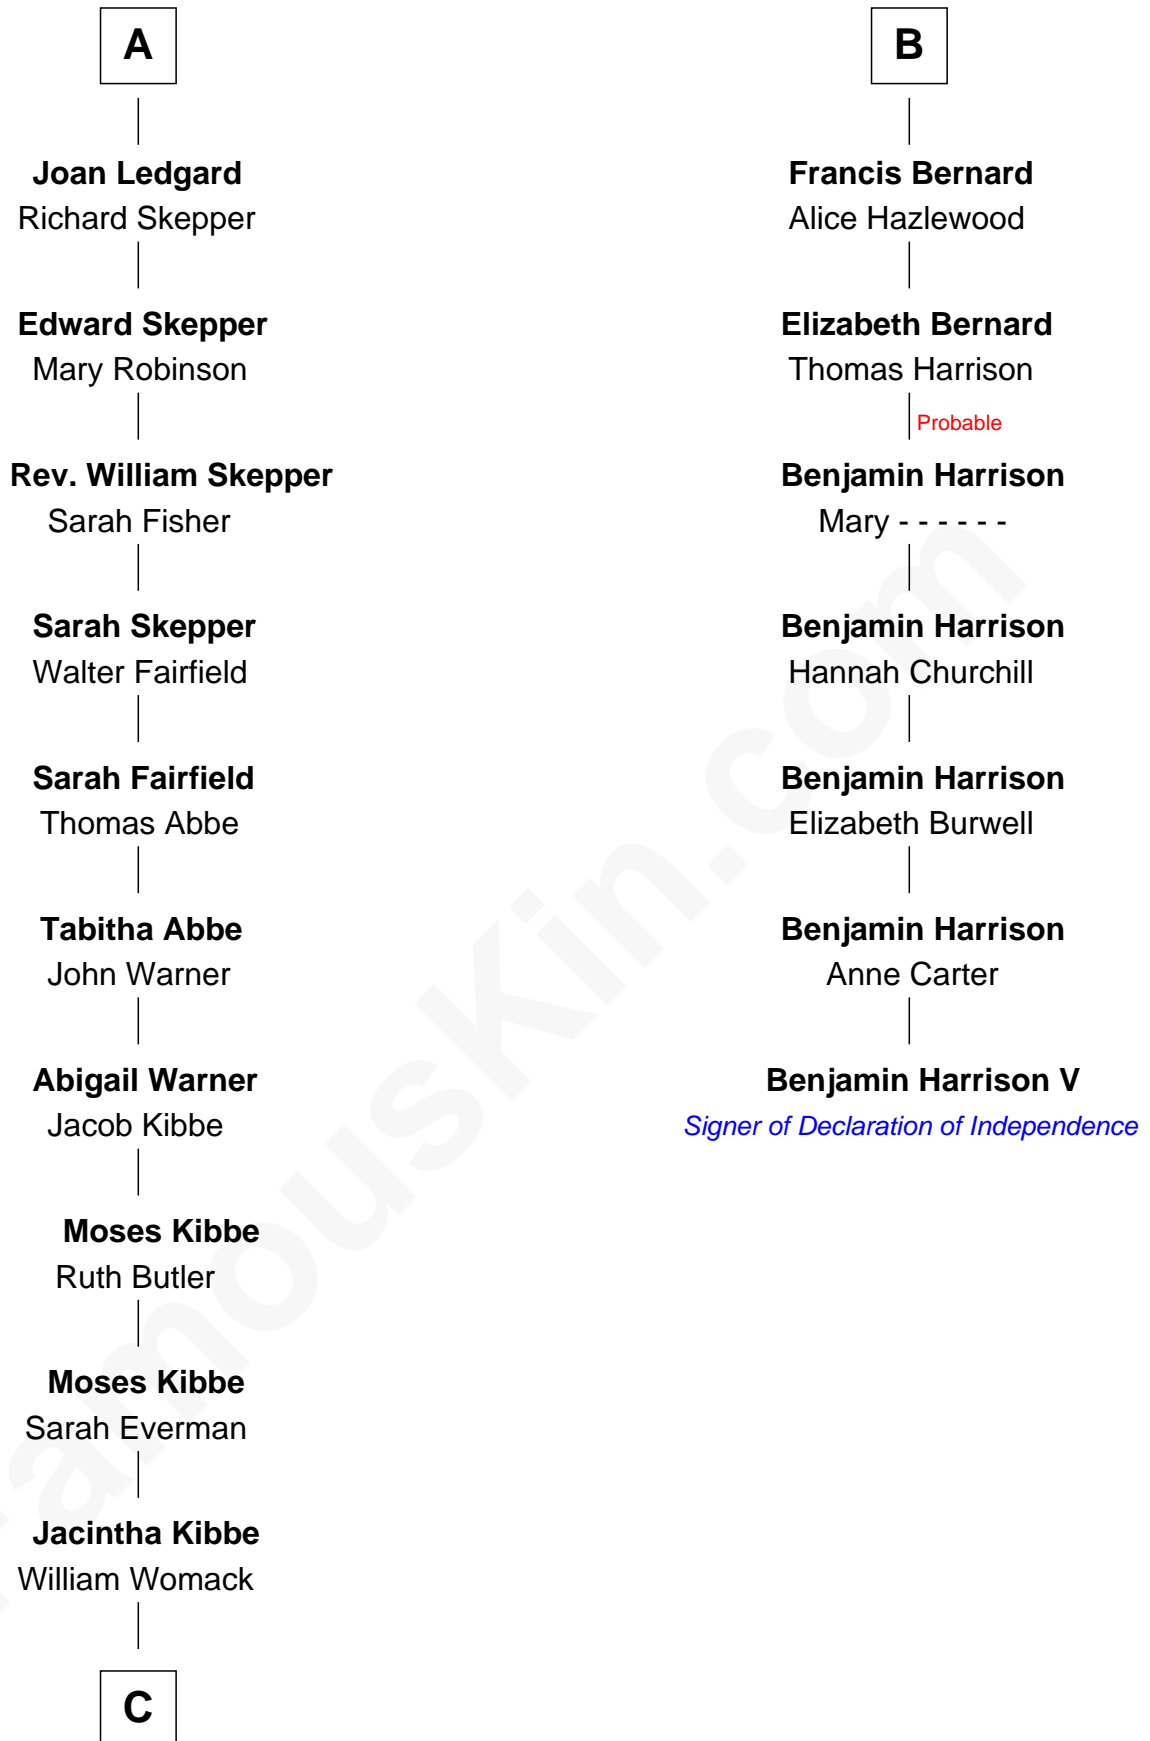 A
Joan Ledgard
Richard Skepper
Edward Skepper
Mary Robinson
Rev. William Skepper
Sarah Fisher
Sarah Skepper
Walter Fairfield
Sarah Fairfield
Thomas Abbe
Tabitha Abbe
John Warner
Abigail Warner
Jacob Kibbe
Moses Kibbe
Ruth Butler
Moses Kibbe
Sarah Everman
Jacintha Kibbe
William Womack
C
B
Francis Bernard
Alice Hazlewood
Elizabeth Bernard
Thomas Harrison
Probable
Benjamin Harrison
Mary - - - - - -
Benjamin Harrison
Hannah Churchill
Benjamin Harrison
Elizabeth Burwell
Benjamin Harrison
Anne Carter
Benjamin Harrison V
Signer of Declaration of Independence
FamousKin.com